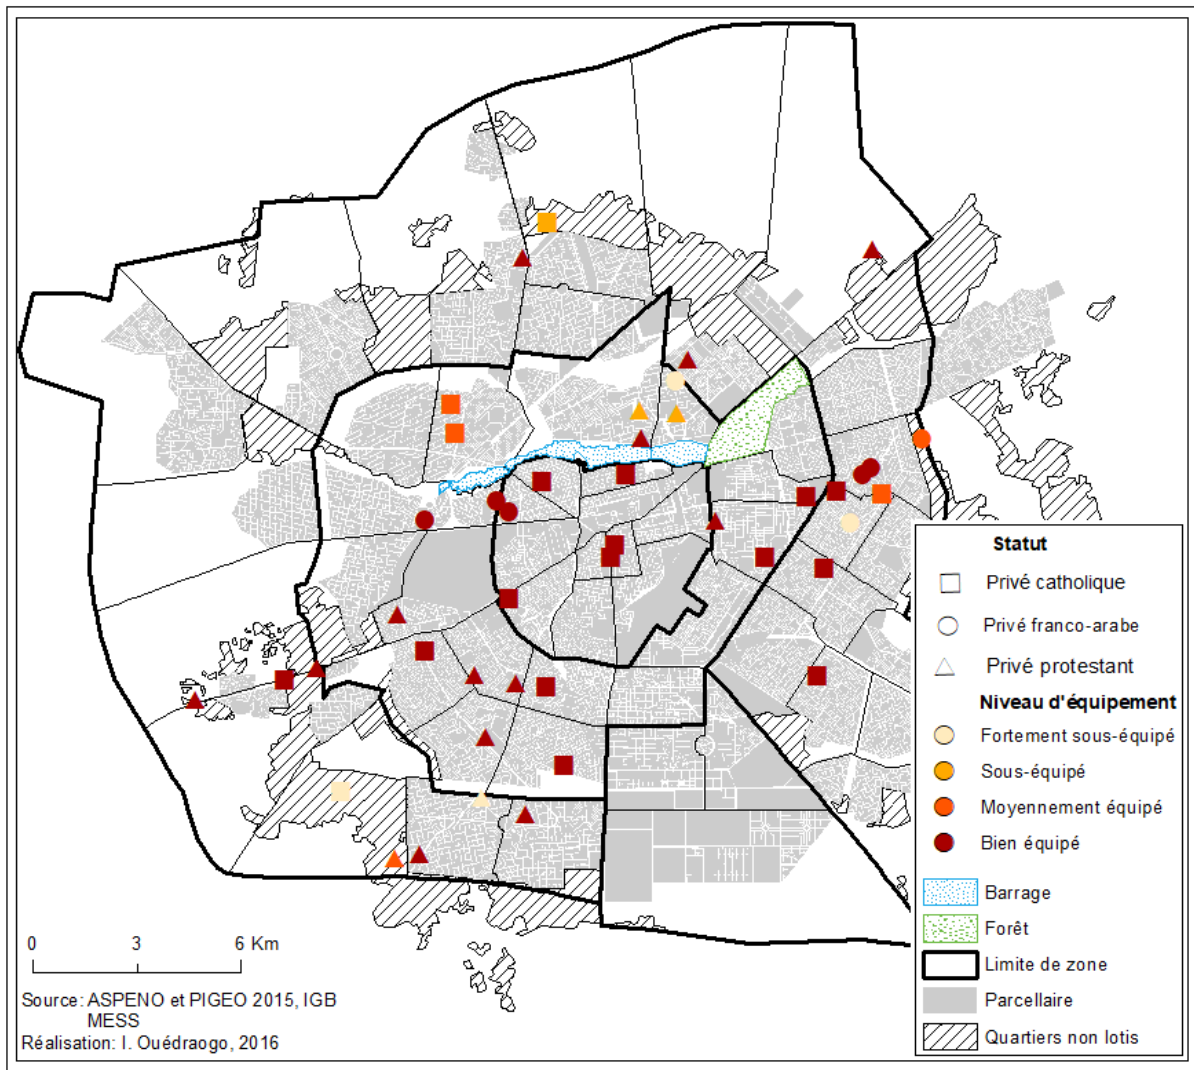 Statut
Privé catholique
Privé franco-arabe
Privé protestant
Niveau d'équipement
Fortement sous-équipé
Sous-équipé
Moyennement équipé
Bien équipé
Barrage
Forêt
Limite de zone
Parcellaire
Quartiers non lotis
0 3 6 Km
Source: ASPENO et PIGEO 2015, IGB
MESS
Réalisation: I. Ouédraogo, 2016